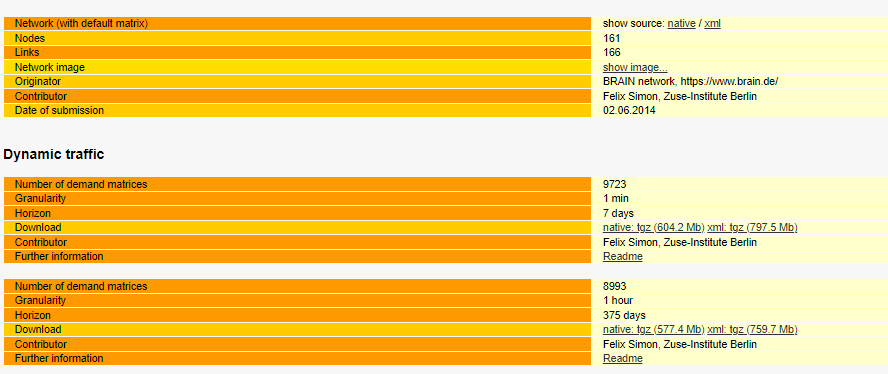 Network (with default matrix) show source: native / xml
Nodes 161
Links 166
Network image show image...
Originator BRAIN network, https://www.brain.de/
Contributor Felix Simon, Zuse-Institute Berlin
Date of submission 02.06.2014
Dynamic traffic
Number of demand matrices 9723
Granularity 1 min
Horizon 7 days
Download native: tgz (604.2 Mb) xml: tgz (797.5 Mb)
Contributor Felix Simon, Zuse-Institute Berlin
Further information Readme
Number of demand matrices 8993
Granularity 1 hour
Horizon 375 days
Download native: tgz (577.4 Mb) xml: tgz (759.7 Mb)
Contributor Felix Simon, Zuse-Institute Berlin
Further information Readme